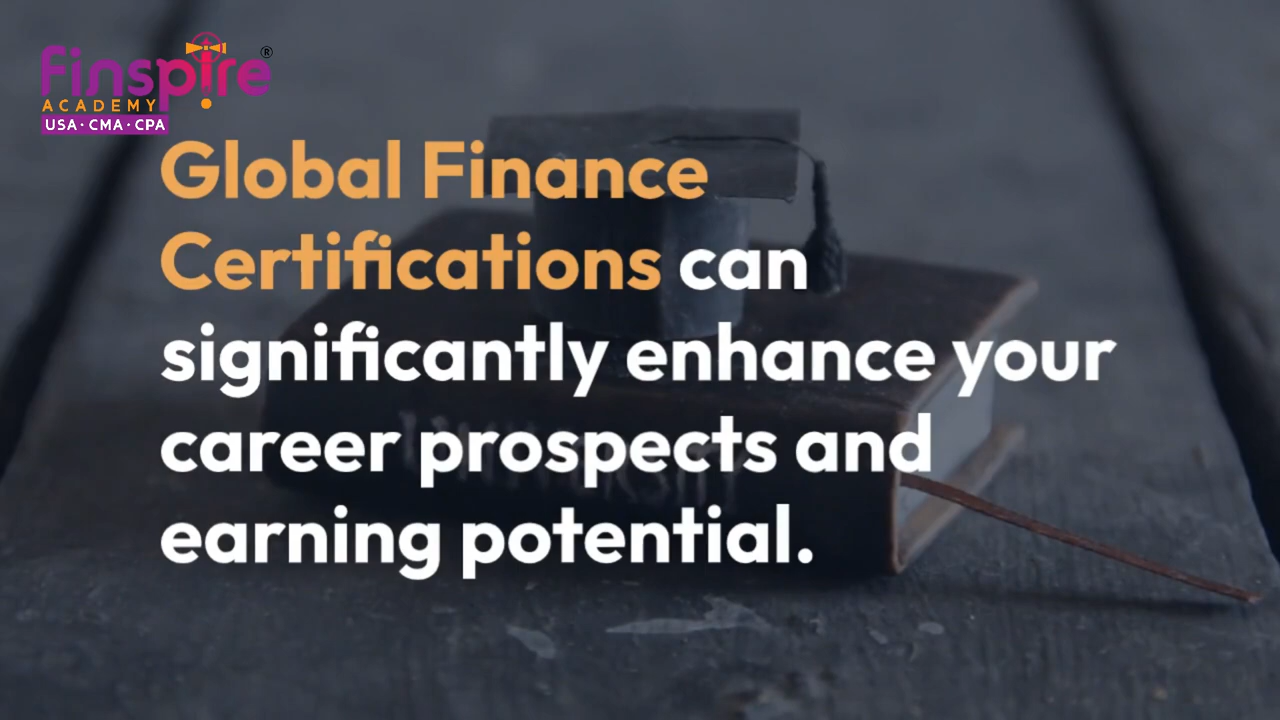 Finspire®
ACADEMY
USA·CMA·CPA
Global Finance
Certifications can
significantly enhance your
career prospects and
earning potential.